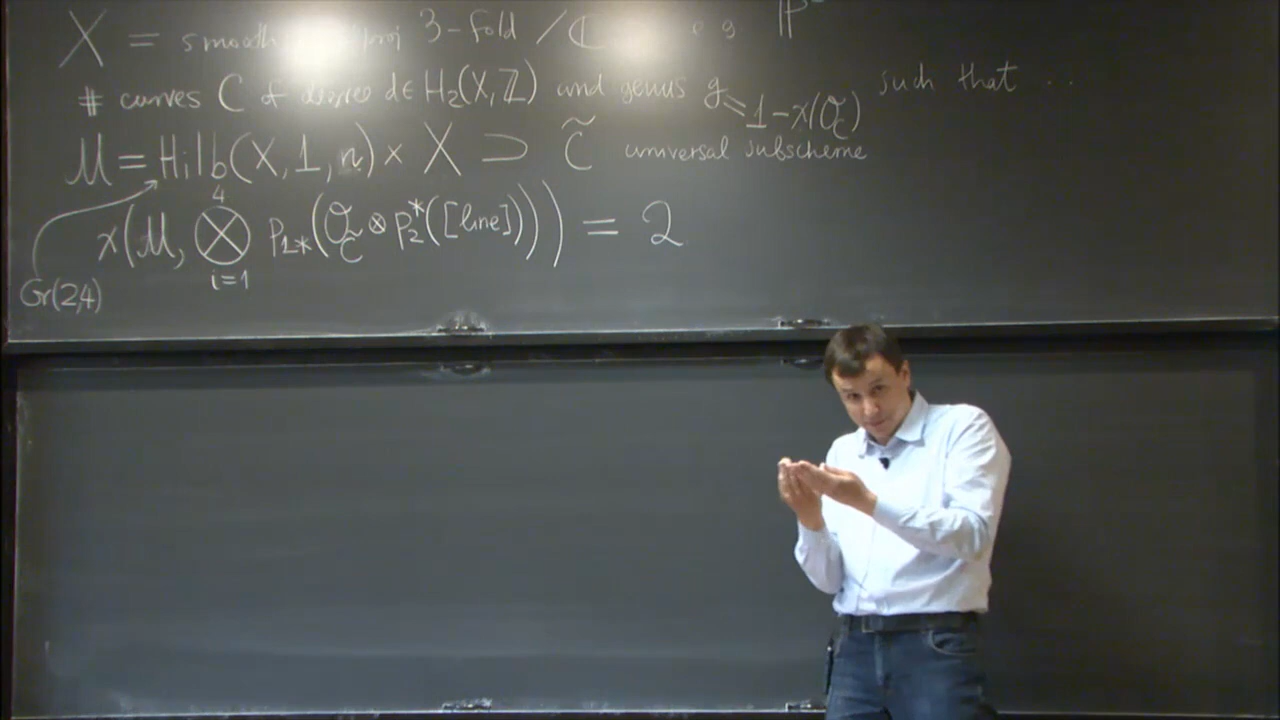 X = smooth proj 3-fold / ℂ e.g. ℙ
# curves C of degree d∈H₂(X,ℤ) and genus g = 1-χ(𝒪_C) such that ...
𝓜 = Hilb(X,1,n) × X ⊃ C̃ universal subscheme
χ(𝓜, ⊗_{i=1}^{4} p₁*(𝒪_C̃ ⊗ p₂*([line]))) = 2
Gr(2,4)